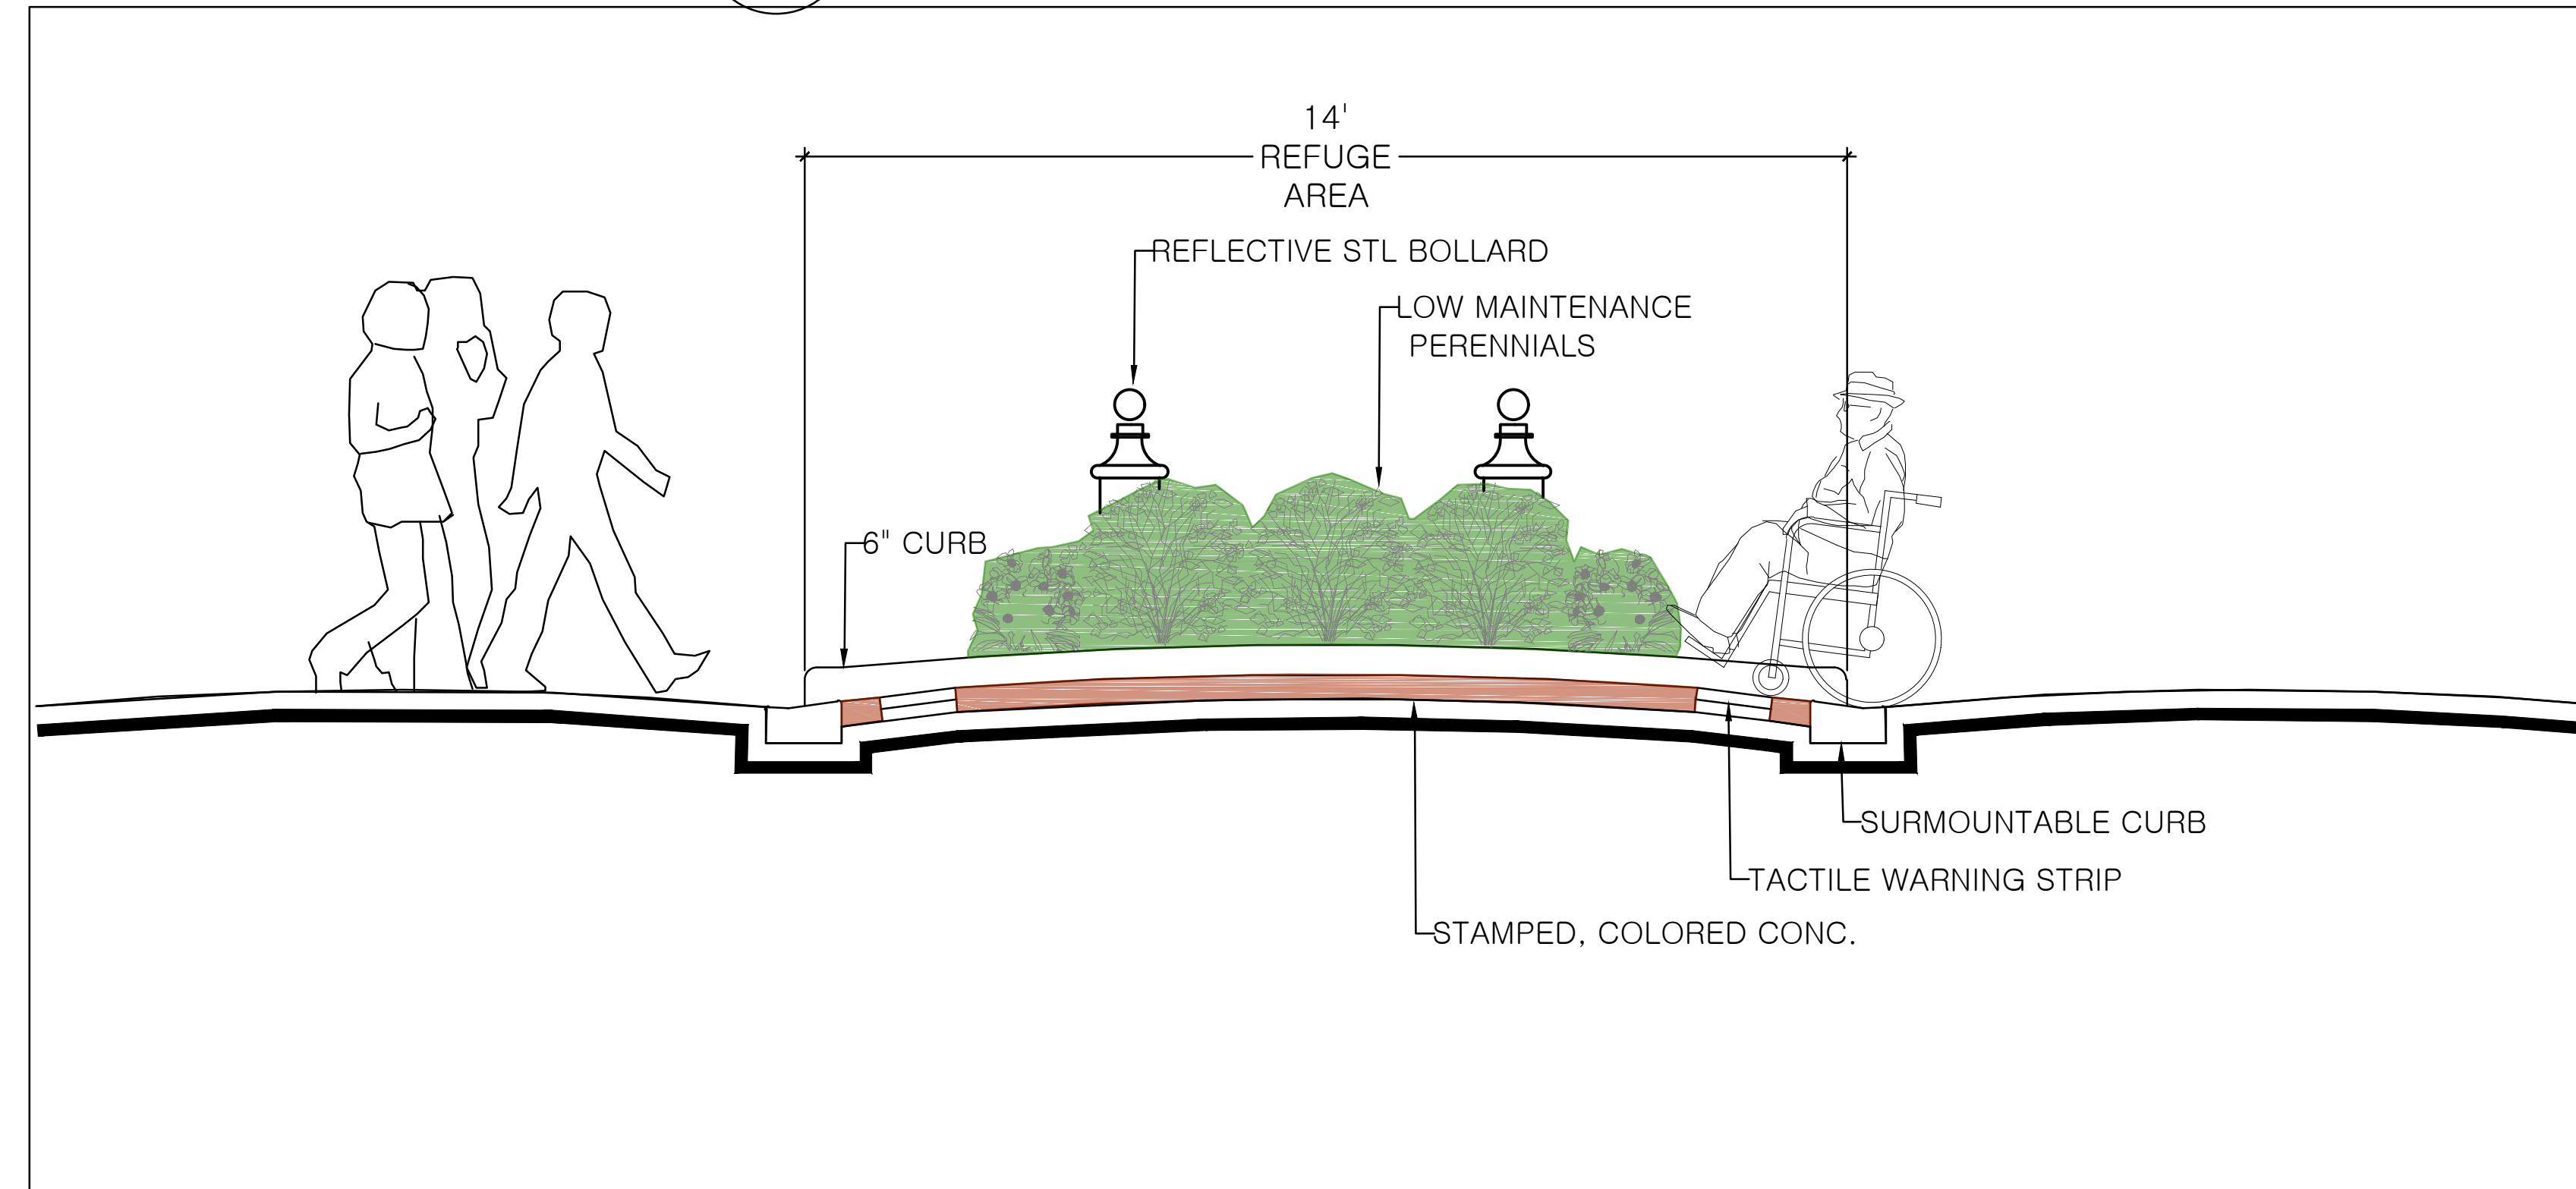 14'
REFUGE
AREA
REFLECTIVE STL BOLLARD
LOW MAINTENANCE
PERENNIALS
6" CURB
SURMOUNTABLE CURB
TACTILE WARNING STRIP
STAMPED, COLORED CONC.